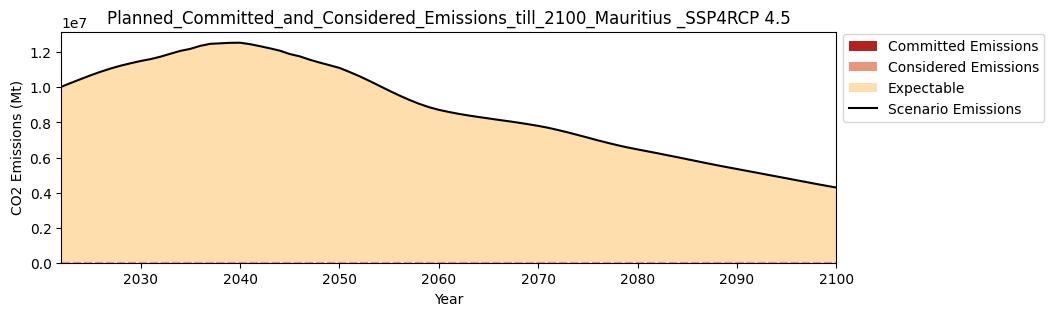 Planned_Committed_and_Considered_Emissions_till_2100_Mauritius _SSP4RCP 4.5
1e7
1.2
1.0
0.8
0.6
0.4
0.2
0.0
CO2 Emissions (Mt)
2030 2040 2050 2060 2070 2080 2090 2100
Year
Committed Emissions
Considered Emissions
Expectable
Scenario Emissions